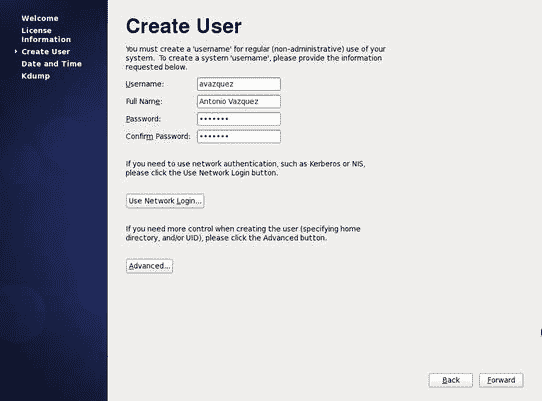 Welcome
License
Information
Create User
Date and Time
Kdump
Create User
You must create a 'username' for regular (non-administrative) use of your
system. To create a system 'username', please provide the information
requested below.
Username: avazquez
Full Name: Antonio Vazquez
Password: •••••••
Confirm Password: •••••••
If you need to use network authentication, such as Kerberos or NIS,
please click the Use Network Login button.
Use Network Login...
If you need more control when creating the user (specifying home
directory, and/or UID), please click the Advanced button.
Advanced...
Back Forward